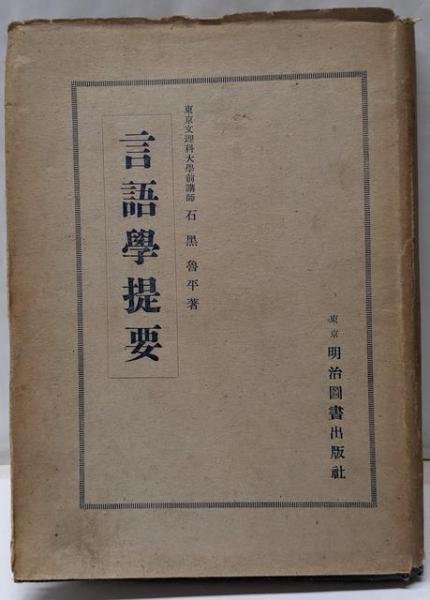 東京 明治圖書出版社
東京文理科大學前講師 石黑魯平著
言語學提要